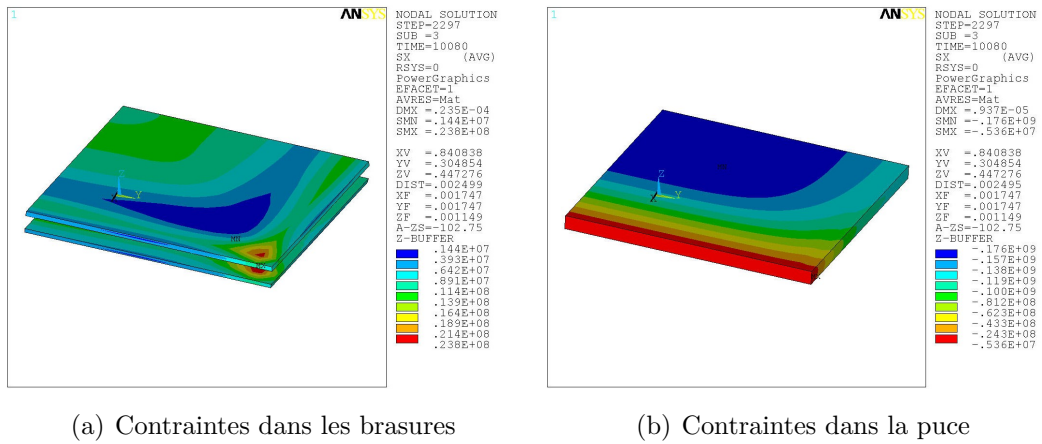 1
ANSYS
NODAL SOLUTION
STEP=2297
SUB =3
TIME=10080
SX (AVG)
RSYS=0
PowerGraphics
EFACET=1
AVRES=Mat
DMX =.235E-04
SMN =.144E+07
SMX =.238E+08
XV =.840838
YV =.304854
ZV =.447276
DIST=.002499
XF =.001747
YF =.001747
ZF =.001149
A-ZS=-102.75
Z-BUFFER
.144E+07
.393E+07
.642E+07
.891E+07
.114E+08
.139E+08
.164E+08
.189E+08
.214E+08
.238E+08
Z
X
Y
MN
(a) Contraintes dans les brasures
1
ANSYS
NODAL SOLUTION
STEP=2297
SUB =3
TIME=10080
SX (AVG)
RSYS=0
PowerGraphics
EFACET=1
AVRES=Mat
DMX =.937E-05
SMN =-.176E+09
SMX =-.536E+07
XV =.840838
YV =.304854
ZV =.447276
DIST=.002495
XF =.001747
YF =.001747
ZF =.001149
A-ZS=-102.75
Z-BUFFER
-.176E+09
-.157E+09
-.138E+09
-.119E+09
-.100E+09
-.812E+08
-.623E+08
-.433E+08
-.243E+08
-.536E+07
Z
X
Y
(b) Contraintes dans la puce